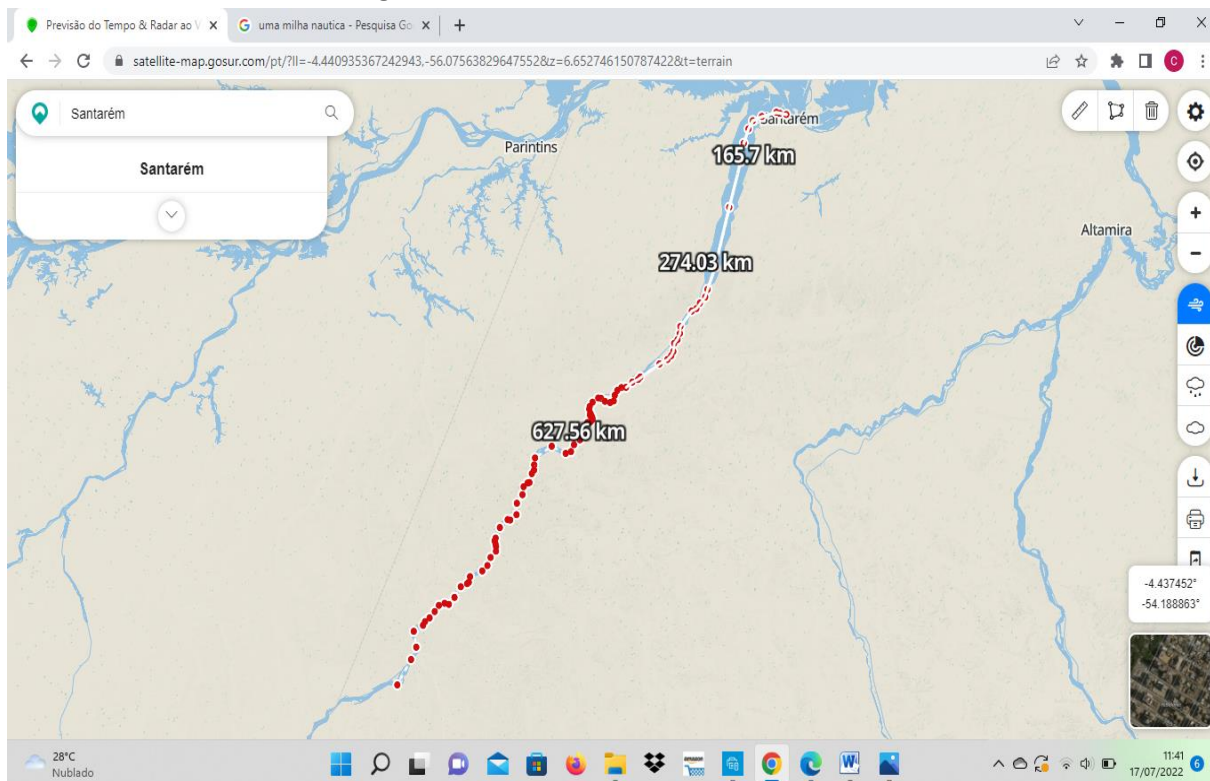 Previsão do Tempo & Radar ao V
uma milha nautica - Pesquisa Go
satellite-map.gosur.com/pt/?ll=-4.440935367242943,-56.07552929647552&z=6.652746150787422&t=terrain
Santarém
Santarém
Santarém
165.7 km
Parintins
Altamira
274.03 km
627.56 km
-4.437452°
-54.188863°
28°C
Nublado
11:41
17/07/2022
6